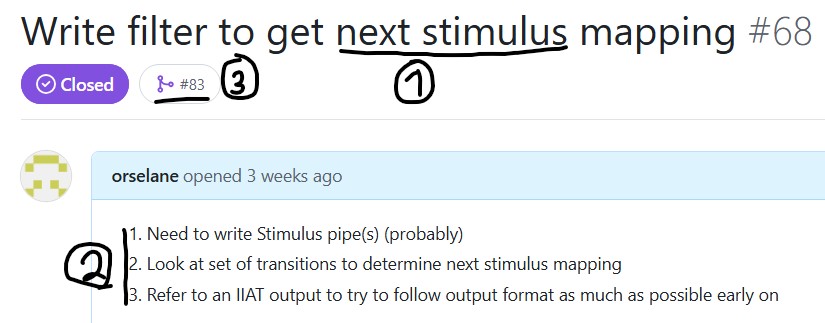 Write filter to get next stimulus mapping #68
1
Closed
#83
3
orselane opened 3 weeks ago
2
1. Need to write Stimulus pipe(s) (probably)
2. Look at set of transitions to determine next stimulus mapping
3. Refer to an IIAT output to try to follow output format as much as possible early on